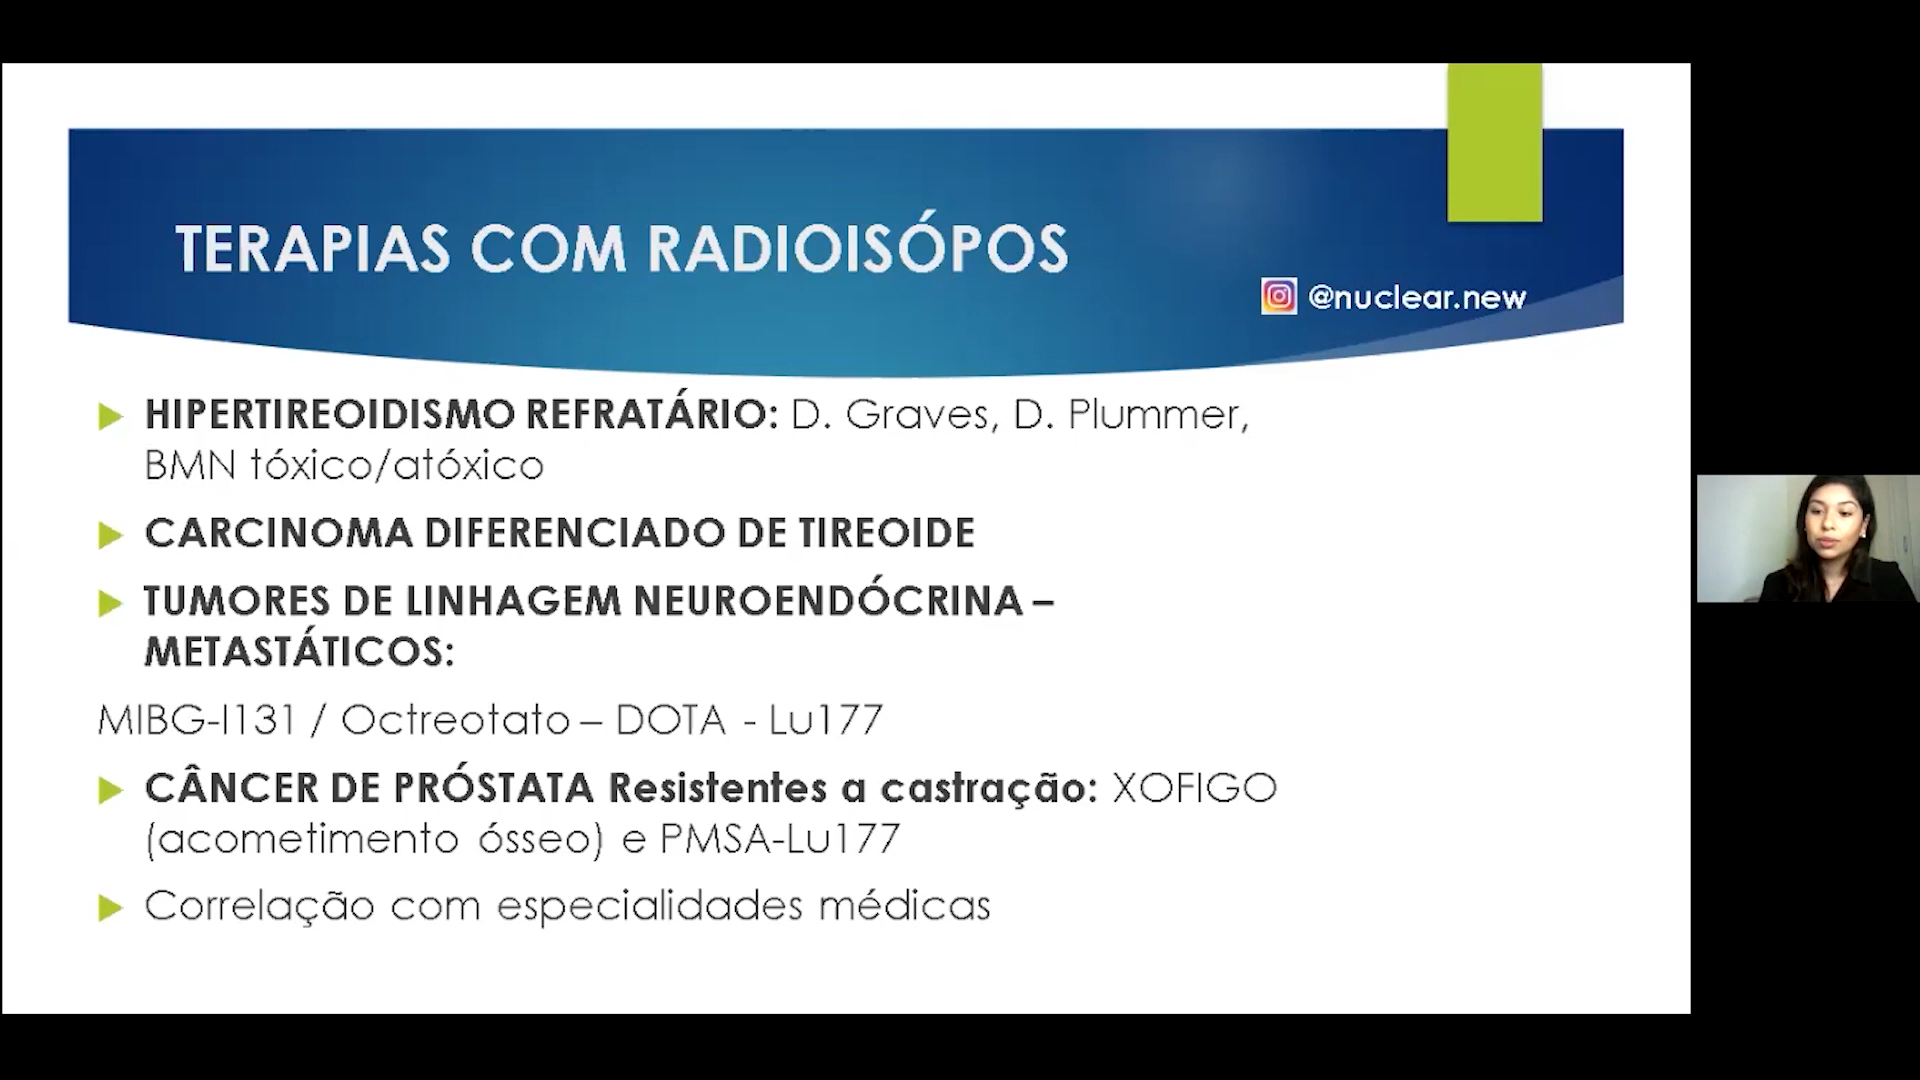 TERAPIAS COM RADIOISÓPOS
@nuclear.new
HIPERTIREOIDISMO REFRATÁRIO: D. Graves, D. Plummer,
BMN tóxico/atóxico
CARCINOMA DIFERENCIADO DE TIREOIDE
TUMORES DE LINHAGEM NEUROENDÓCRINA –
METASTÁTICOS:
MIBG-I131 / Octreotato – DOTA - Lu177
CÂNCER DE PRÓSTATA Resistentes a castração: XOFIGO
(acometimento ósseo) e PMSA-Lu177
Correlação com especialidades médicas